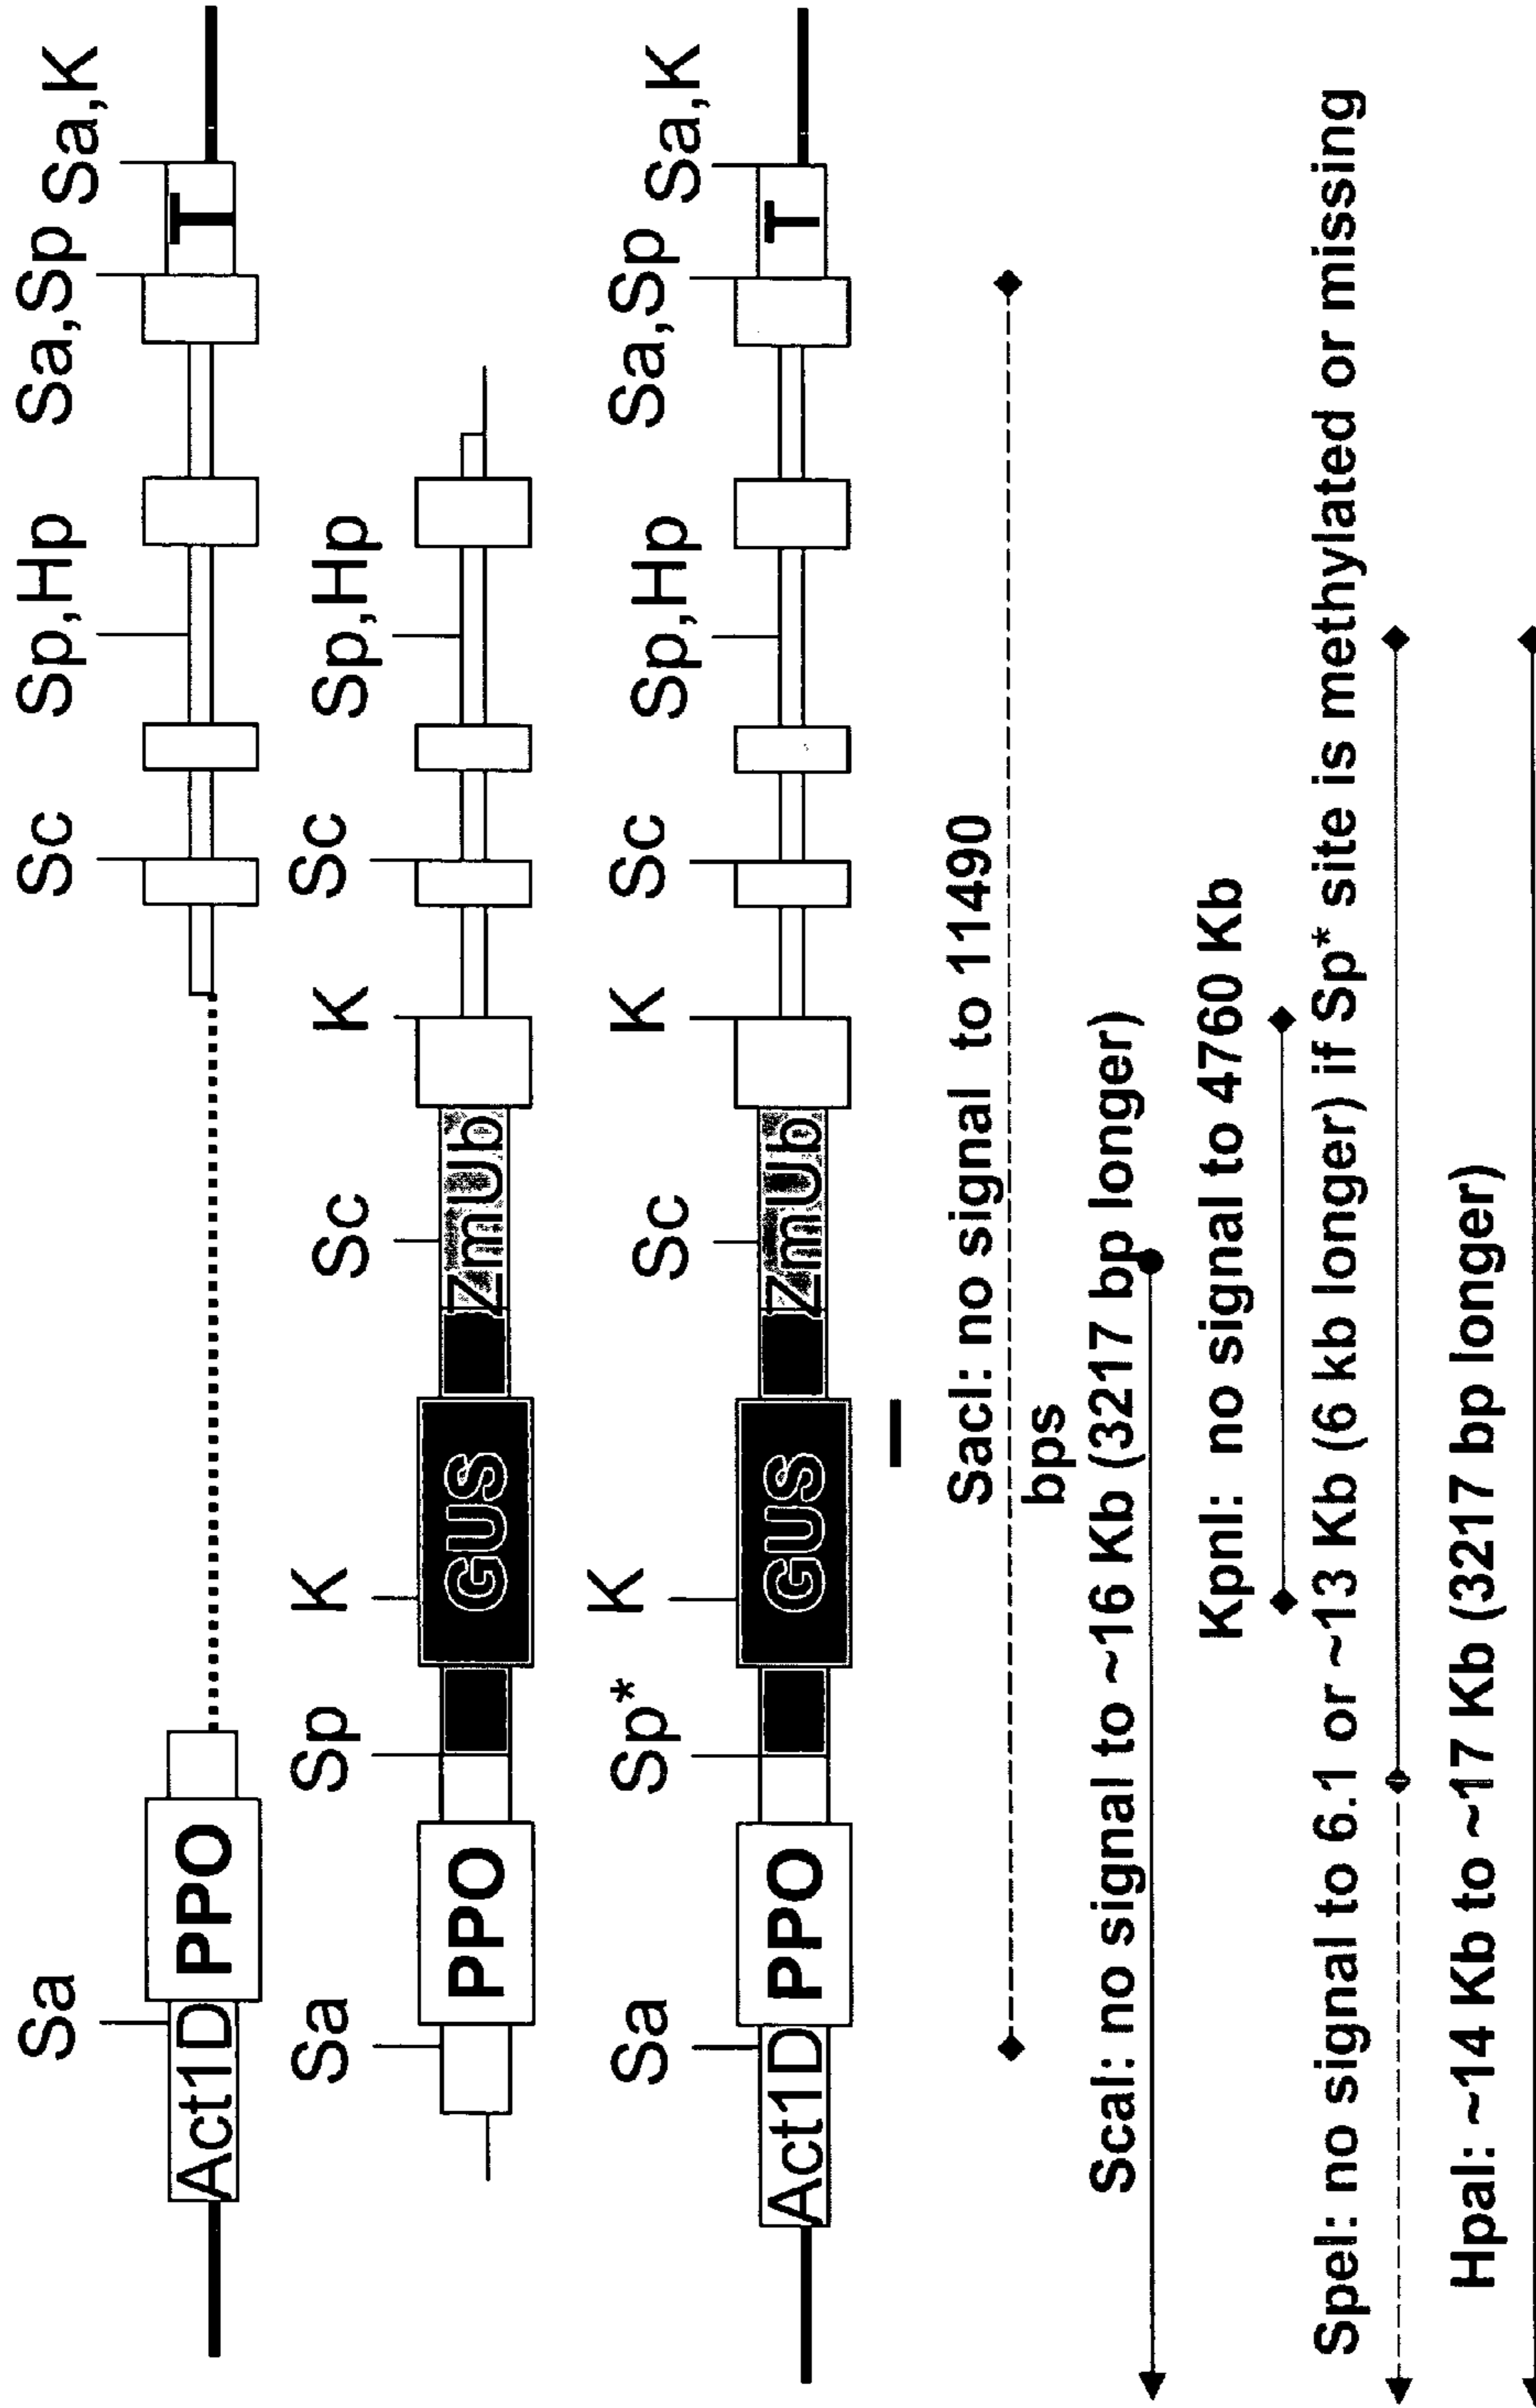 Sa Sc Sp,Hp Sa,Sp Sa,K
Act1D PPO T
Sa Sp K Sc K Sc Sp,Hp
PPO GUS ZmUb
Sa Sp* K Sc K Sc Sp,Hp Sa,Sp Sa,K
Act1D PPO GUS ZmUb T
SacI: no signal to 11490
bps
ScaI: no signal to ~16 Kb (3217 bp longer)
KpnI: no signal to 4760 Kb
SpeI: no signal to 6.1 or ~13 Kb (6 kb longer) if Sp* site is methylated or missing
HpaI: ~14 Kb to ~17 Kb (3217 bp longer)